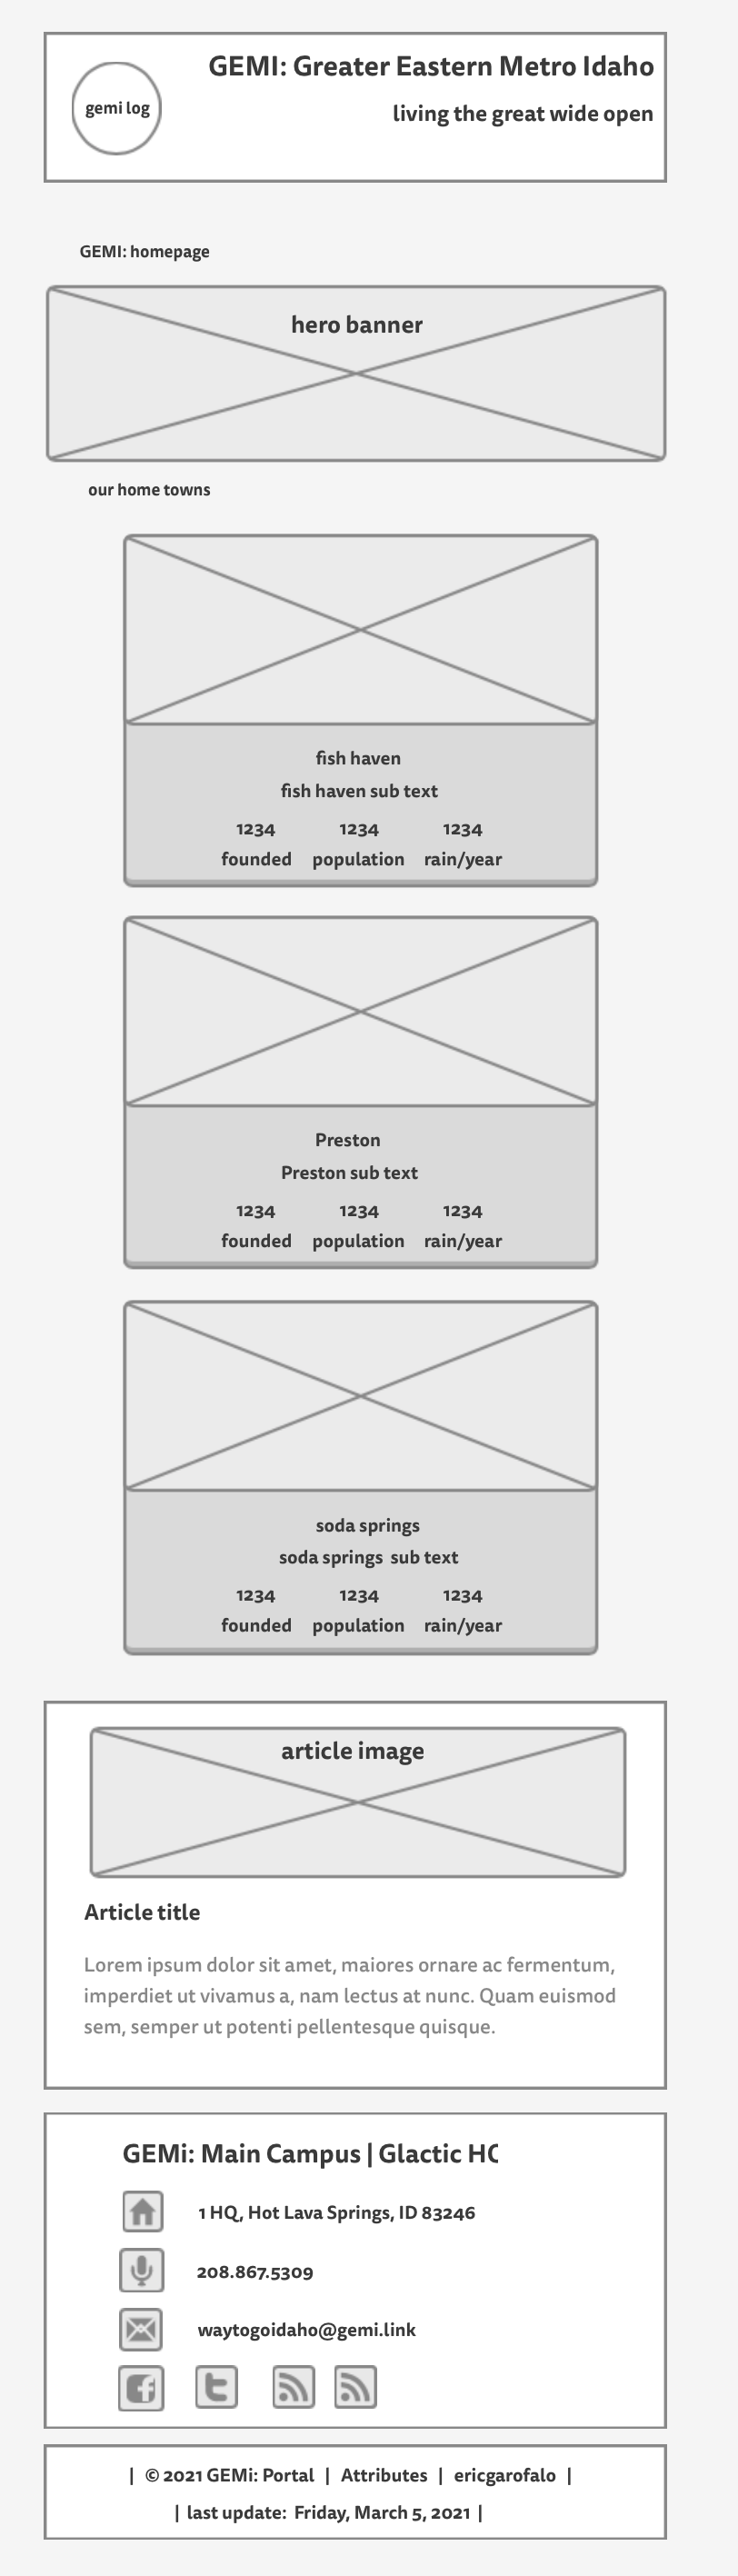 GEMI: Greater Eastern Metro Idaho
gemi log
living the great wide open
GEMI: homepage
hero banner
our home towns
fish haven
fish haven sub text
1234 1234 1234
founded population rain/year
Preston
Preston sub text
1234 1234 1234
founded population rain/year
soda springs
soda springs sub text
1234 1234 1234
founded population rain/year
article image
Article title
Lorem ipsum dolor sit amet, maiores ornare ac fermentum,
imperdiet ut vivamus a, nam lectus at nunc. Quam euismod
sem, semper ut potenti pellentesque quisque.
GEMi: Main Campus | Glactic
1 HQ, Hot Lava Springs, ID 83246
208.867.5309
waytogoidaho@gemi.link
| © 2021 GEMi: Portal | Attributes | ericgarofalo |
| last update: Friday, March 5, 2021 |